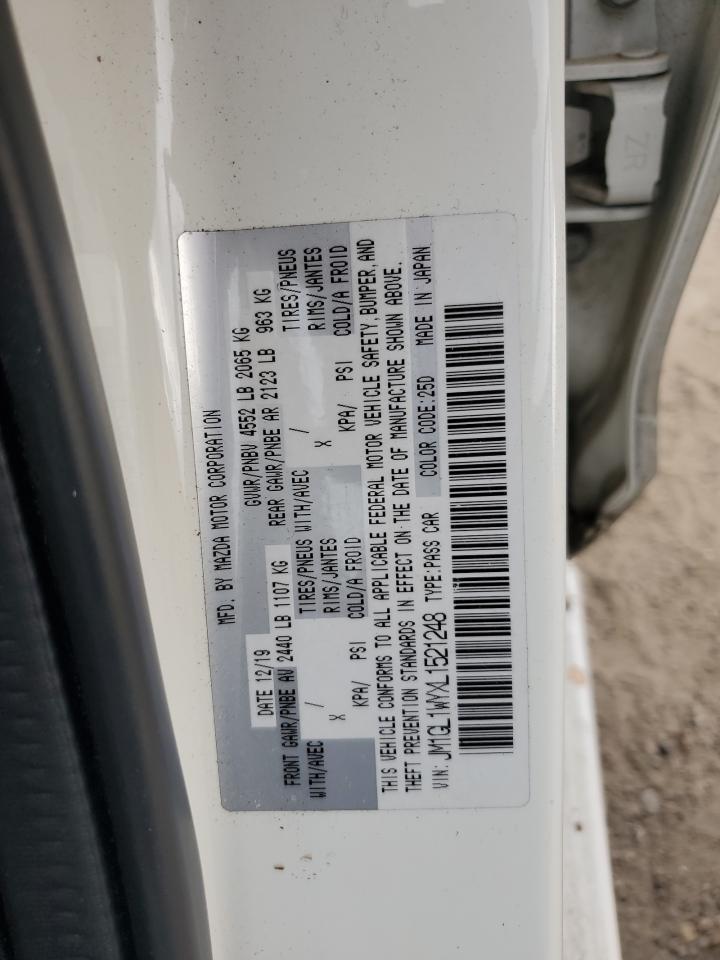 MFD. BY MAZDA MOTOR CORPORATION
DATE 12/19 GVWR/PNBV 4552 LB 2065 KG
FRONT GAWR/PNBE AV 2440 LB 1107 KG REAR GAWR/PNBE AR 2123 LB 963 KG
TIRES/PNEUS WITH/AVEC / TIRES/PNEUS
WITH/AVEC / RIMS/JANTES X RIMS/JANTES
X COLD/A FROID KPA/ PSI COLD/A FROID
KPA/ PSI
THIS VEHICLE CONFORMS TO ALL APPLICABLE FEDERAL MOTOR VEHICLE SAFETY, BUMPER, AND
THEFT PREVENTION STANDARDS IN EFFECT ON THE DATE OF MANUFACTURE SHOWN ABOVE.
VIN: JM1GL1WYXL1521248 TYPE:PASS CAR COLOR CODE:25D MADE IN JAPAN
ZR